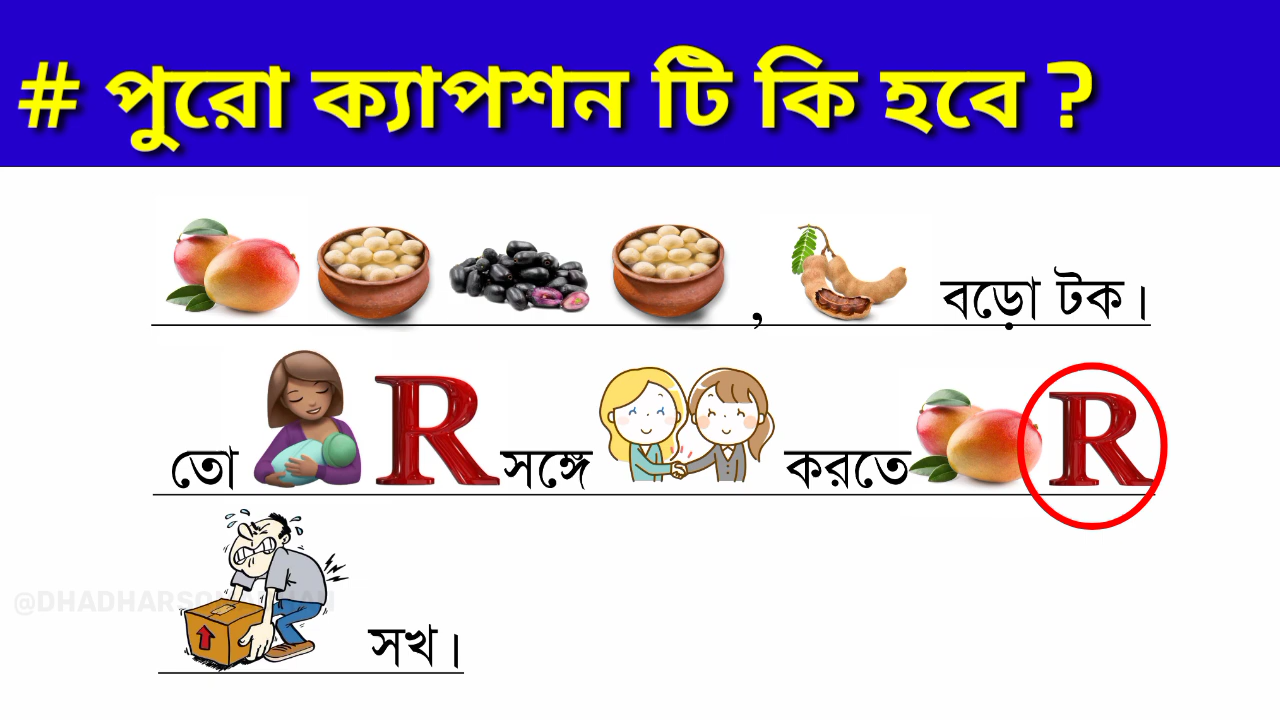 # পুরো ক্যাপশন টি কি হবে ?
, বড়ো টক।
তো R সঙ্গে করতে R
সখ।